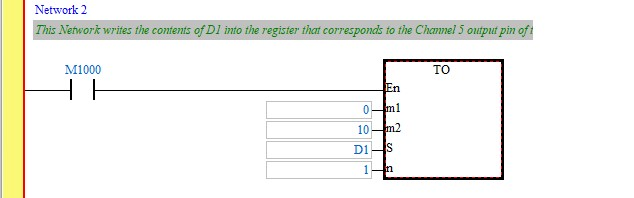 Network 2
This Network writes the contents of D1 into the register that corresponds to the Channel 5 output pin of
M1000
TO
En
0 m1
10 m2
D1 S
1 n